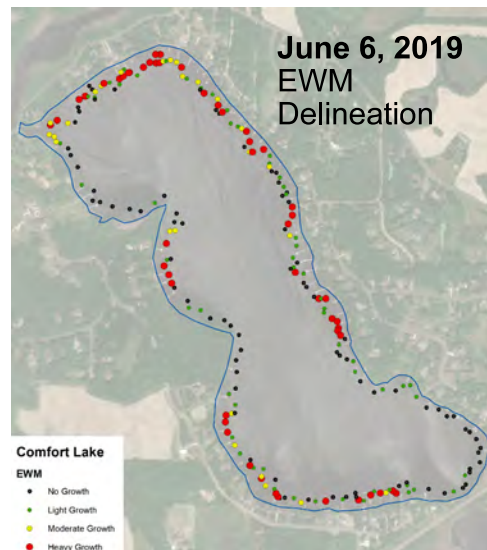 June 6, 2019
EWM
Delineation
Comfort Lake
EWM
No Growth
Light Growth
Moderate Growth
Heavy Growth